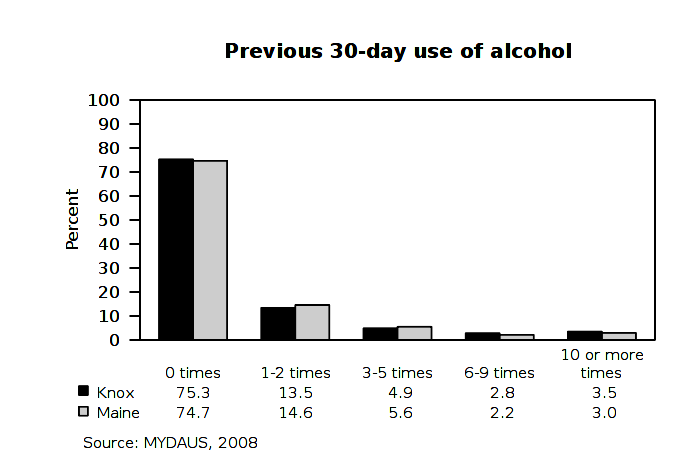 Previous 30-day use of alcohol
100
90
80
70
60
50
40
30
20
10
0
Percent
10 or more
0 times 1-2 times 3-5 times 6-9 times times
Knox 75.3 13.5 4.9 2.8 3.5
Maine 74.7 14.6 5.6 2.2 3.0
Source: MYDAUS, 2008